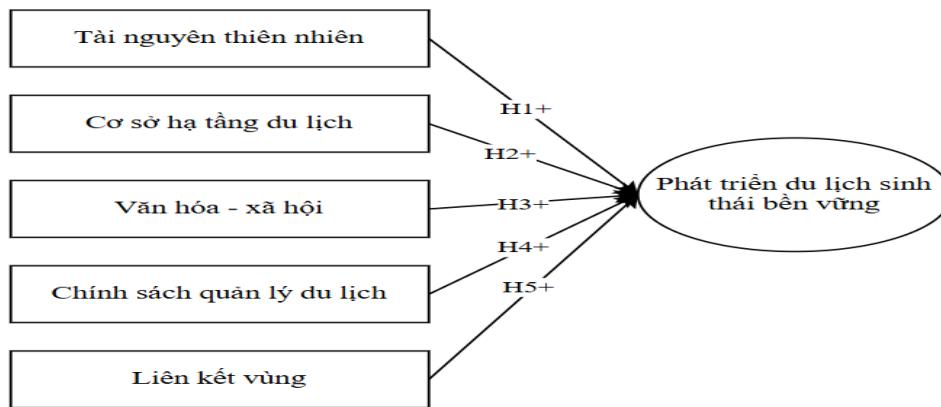 Tài nguyên thiên nhiên
H1+
Cơ sở hạ tầng du lịch
H2+
Văn hóa - xã hội
H3+
Chính sách quản lý du lịch
H4+
Liên kết vùng
H5+
Phát triển du lịch sinh
thái bền vững